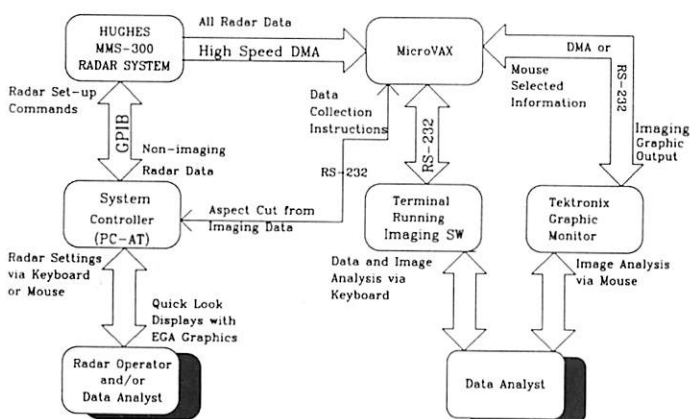 HUGHES
MMS-300
RADAR SYSTEM
All Radar Data
High Speed DMA
MicroVAX
DMA or
RS-232
Mouse
Selected
Information
Imaging
Graphic
Output
Radar Set-up
Commands
GPIB
Non-imaging
Radar Data
Data
Collection
Instructions
RS-232
RS-232
System
Controller
(PC-AT)
Aspect Cut from
Imaging Data
Terminal
Running
Imaging SW
Tektronix
Graphic
Monitor
Radar Settings
via Keyboard
or Mouse
Quick Look
Displays with
EGA Graphics
Data and Image
Analysis via
Keyboard
Image Analysis
via Mouse
Radar Operator
and/or
Data Analyst
Data Analyst